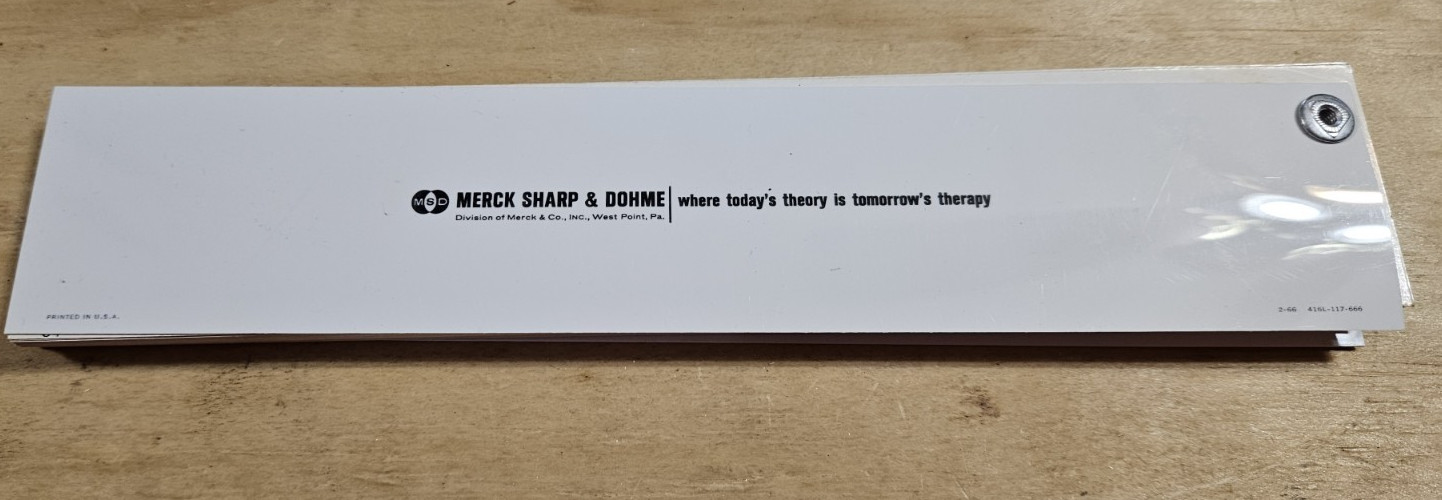 MSD MERCK SHARP & DOHME | where today's theory is tomorrow's therapy
Division of Merck & Co., INC., West Point, Pa.
PRINTED IN U.S.A.
2-66 416L-117-666